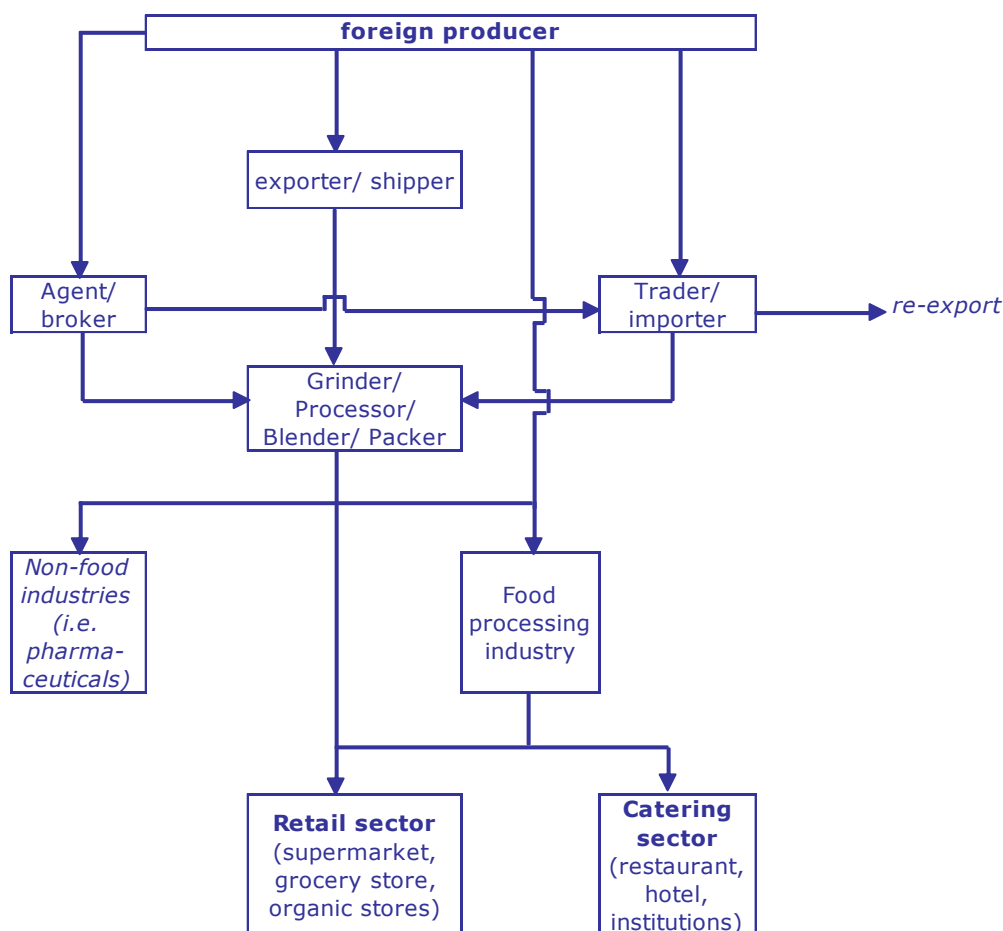 foreign producer
exporter/ shipper
Agent/
broker
Trader/
importer
re-export
Grinder/
Processor/
Blender/ Packer
Non-food
industries
(i.e.
pharma-
ceuticals)
Food
processing
industry
Retail sector
(supermarket,
grocery store,
organic stores)
Catering
sector
(restaurant,
hotel,
institutions)